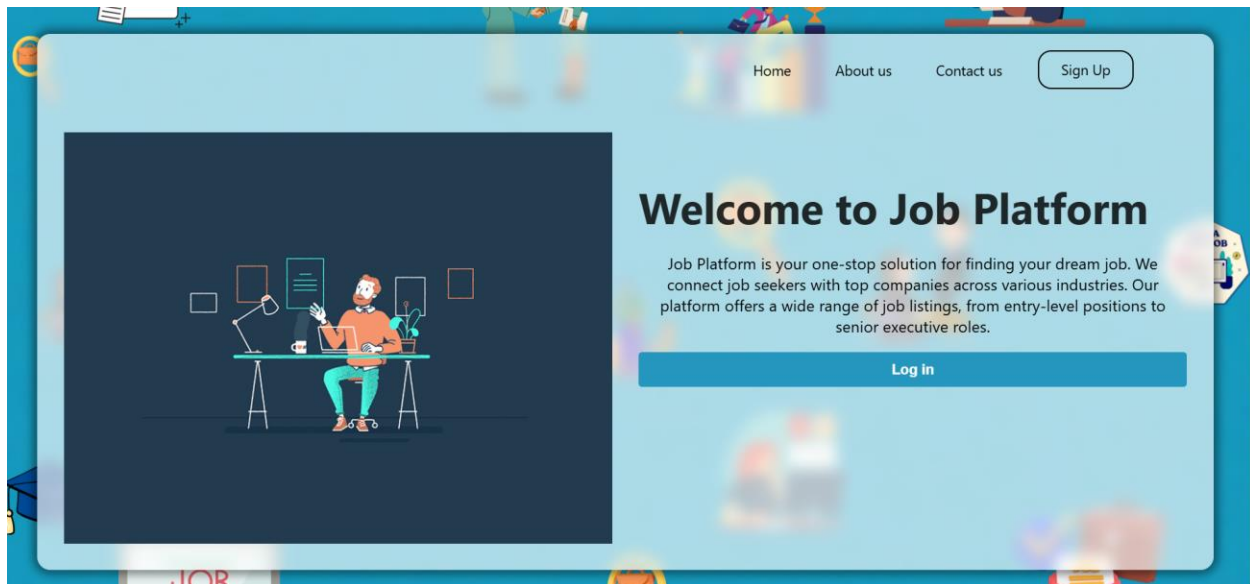 Home
About us
Contact us
Sign Up
Welcome to Job Platform
Job Platform is your one-stop solution for finding your dream job. We
connect job seekers with top companies across various industries. Our
platform offers a wide range of job listings, from entry-level positions to
senior executive roles.
Log in
A
OB
JOB